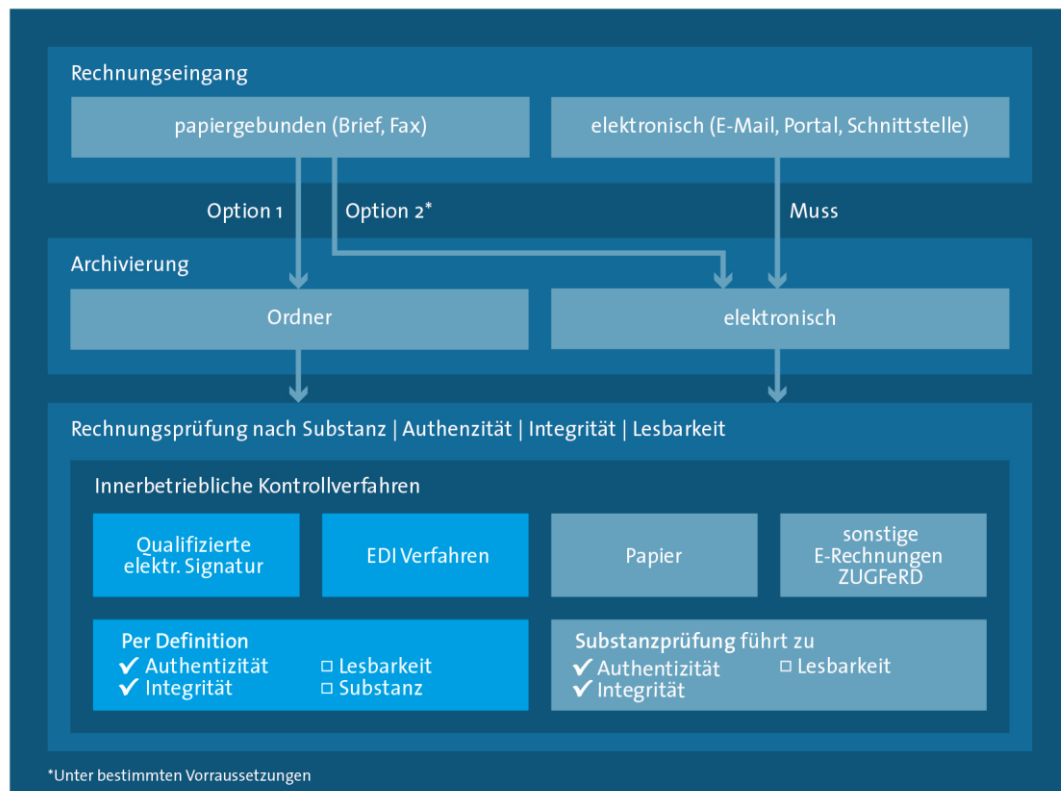 Rechnungseingang
papiergebunden (Brief, Fax)
elektronisch (E-Mail, Portal, Schnittstelle)
Option 1
Option 2*
Muss
Archivierung
Ordner
elektronisch
Rechnungsprüfung nach Substanz | Authenzität | Integrität | Lesbarkeit
Innerbetriebliche Kontrollverfahren
Qualifizierte
elektr. Signatur
EDI Verfahren
Papier
sonstige
E-Rechnungen
ZUGFeRD
Per Definition
✓ Authentizität
□ Lesbarkeit
✓ Integrität
□ Substanz
Substanzprüfung führt zu
✓ Authentizität
□ Lesbarkeit
✓ Integrität
*Unter bestimmten Vorraussetzungen